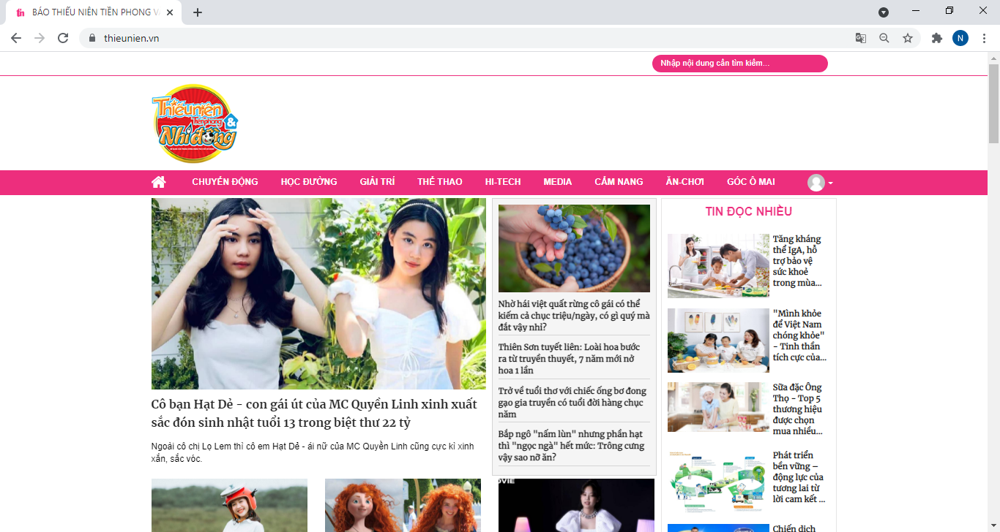 tin BÁO THIẾU NIÊN TIỀN PHONG V
thieunien.vn
N
Nhập nội dung cần tìm kiếm...
Thiếu niên
tiền phong
&
Nhi đồng
CHUYỂN ĐỘNG HỌC ĐƯỜNG GIẢI TRÍ THỂ THAO HI-TECH MEDIA CẨM NANG ĂN-CHƠI GÓC Ô MAI
Cô bạn Hạt Dẻ - con gái út của MC Quyền Linh xinh xuất
sắc đón sinh nhật tuổi 13 trong biệt thư 22 tỷ
Ngoài cô chị Lọ Lem thì cô em Hạt Dẻ - ái nữ của MC Quyền Linh cũng cực kì xinh
xắn, sắc vóc.
Nhờ hái việt quất rừng cô gái có thể
kiếm cả chục triệu/ngày, có gì quý mà
đắt vậy nhỉ?
Thiên Sơn tuyết liên: Loài hoa bước
ra từ truyền thuyết, 7 năm mới nở
hoa 1 lần
Trở về tuổi thơ với chiếc ống bơ đong
gạo gia truyền có tuổi đời hàng chục
năm
Bắp ngô "nấm lùn" nhưng phần hạt
thì "ngọc ngà" hết mức: Trông cưng
vậy sao nỡ ăn?
OVIE
TIN ĐỌC NHIỀU
Tăng kháng
thể IgA, hỗ
trợ bảo vệ
sức khoẻ
trong mùa...
"Mình khỏe
để Việt Nam
chóng khỏe"
- Tinh thần
tích cực của...
Sữa đặc Ông
Thọ - Top 5
thương hiệu
được chọn
mua nhiều...
Phát triển
bền vững –
động lực của
tương lai từ
lời cam kết ...
Chiến dịch